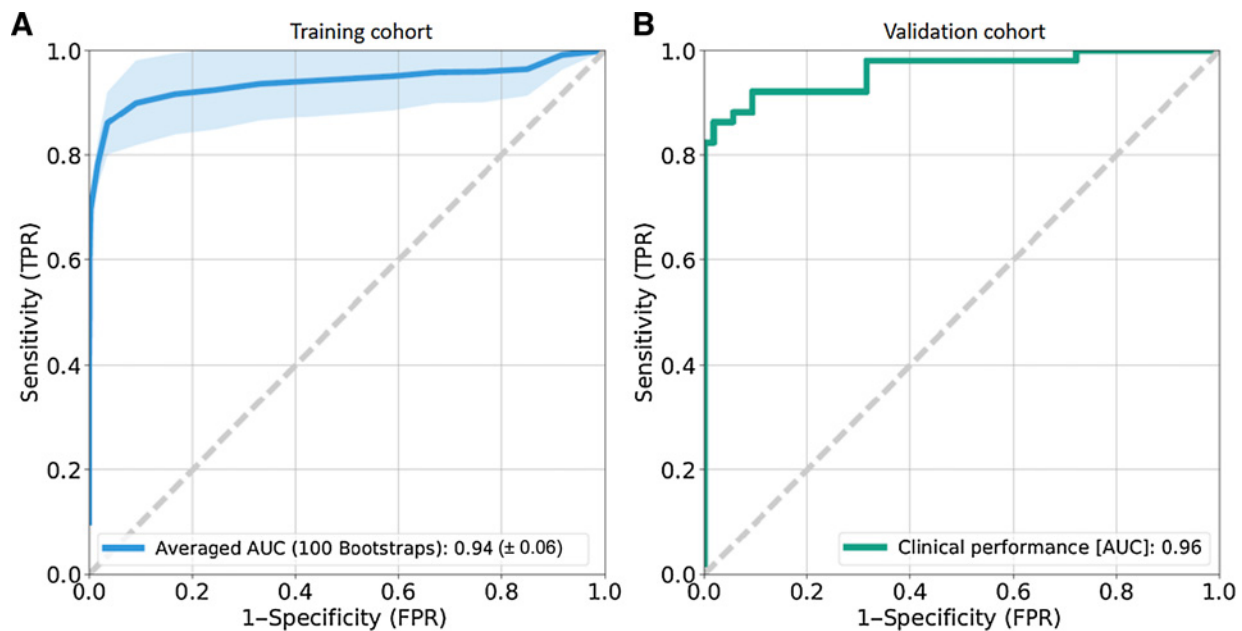 A
Training cohort
1.0
0.8
0.6
0.4
0.2
0.0
Sensitivity (TPR)
Averaged AUC (100 Bootstraps): 0.94 (± 0.06)
0.0 0.2 0.4 0.6 0.8 1.0
1–Specificity (FPR)
B
Validation cohort
1.0
0.8
0.6
0.4
0.2
0.0
Sensitivity (TPR)
Clinical performance [AUC]: 0.96
0.0 0.2 0.4 0.6 0.8 1.0
1–Specificity (FPR)